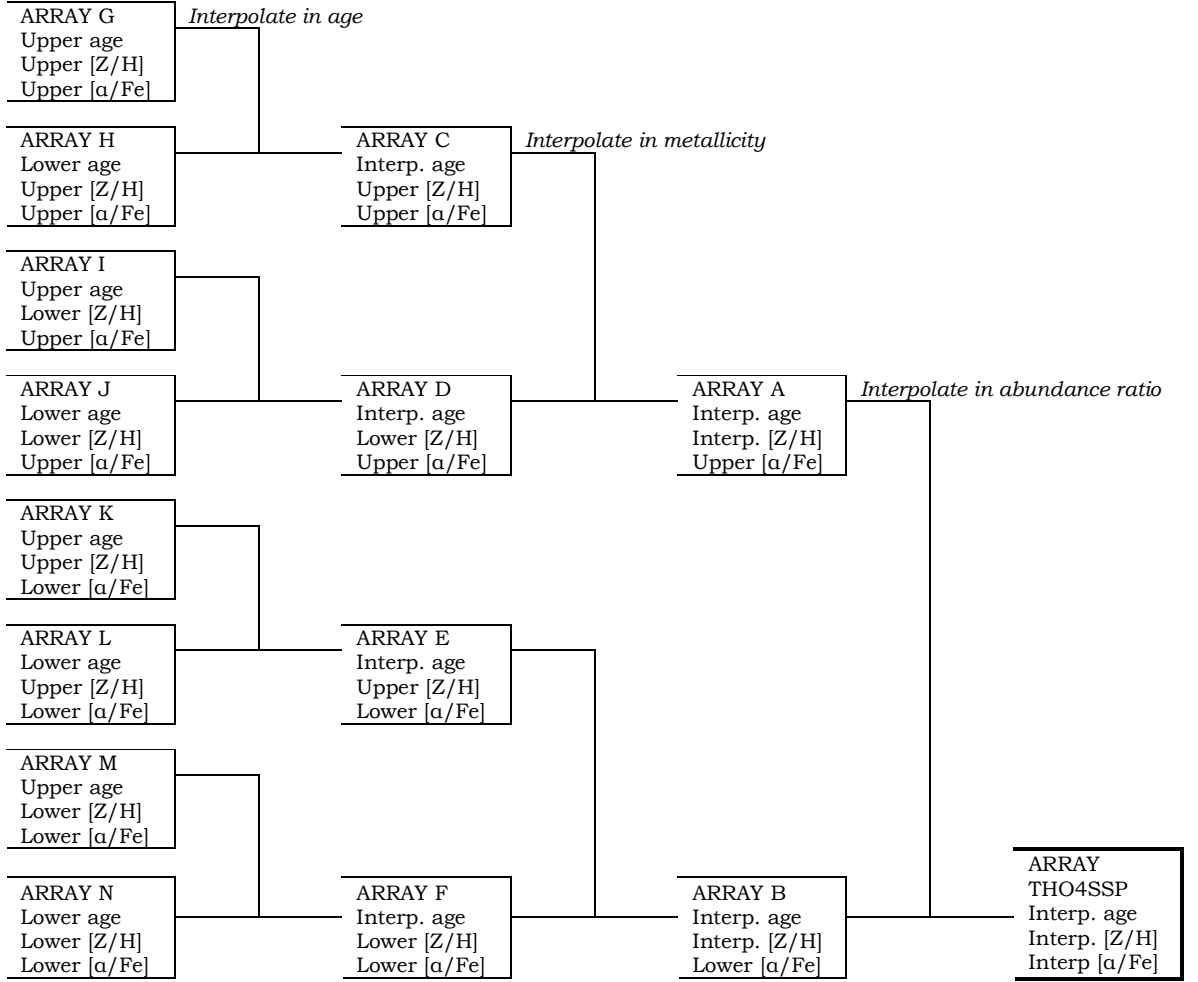 ARRAY G
Upper age
Upper [Z/H]
Upper [α/Fe]
Interpolate in age
ARRAY H
Lower age
Upper [Z/H]
Upper [α/Fe]
ARRAY C
Interp. age
Upper [Z/H]
Upper [α/Fe]
Interpolate in metallicity
ARRAY I
Upper age
Lower [Z/H]
Upper [α/Fe]
ARRAY J
Lower age
Lower [Z/H]
Upper [α/Fe]
ARRAY D
Interp. age
Lower [Z/H]
Upper [α/Fe]
ARRAY A
Interp. age
Interp. [Z/H]
Upper [α/Fe]
Interpolate in abundance ratio
ARRAY K
Upper age
Upper [Z/H]
Lower [α/Fe]
ARRAY L
Lower age
Upper [Z/H]
Lower [α/Fe]
ARRAY E
Interp. age
Upper [Z/H]
Lower [α/Fe]
ARRAY M
Upper age
Lower [Z/H]
Lower [α/Fe]
ARRAY N
Lower age
Lower [Z/H]
Lower [α/Fe]
ARRAY F
Interp. age
Lower [Z/H]
Lower [α/Fe]
ARRAY B
Interp. age
Interp. [Z/H]
Lower [α/Fe]
ARRAY
THO4SSP
Interp. age
Interp. [Z/H]
Interp [α/Fe]